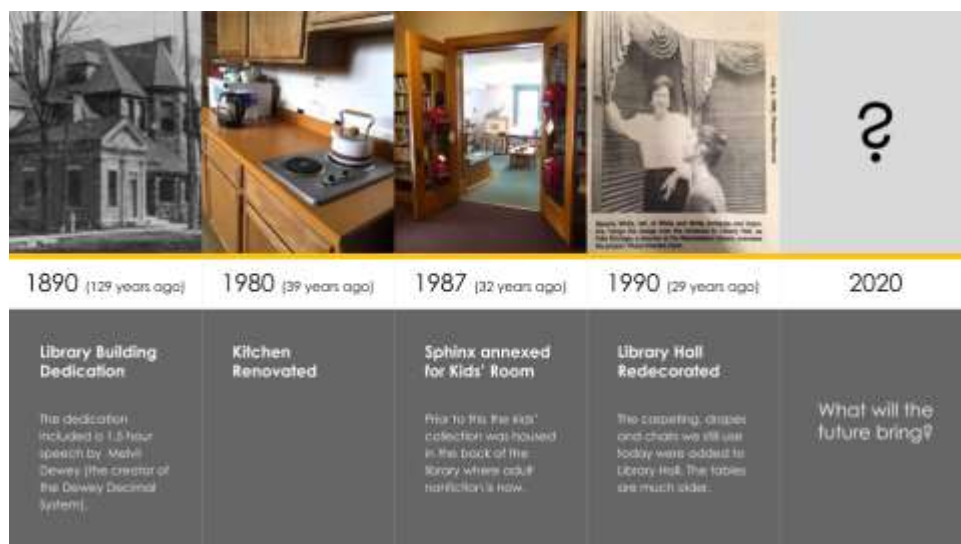 ?
1890 (129 years ago)
1980 (39 years ago)
1987 (32 years ago)
1990 (29 years ago)
2020
Library Building
Dedication
The dedication
included a 1.5 hour
speech by Melvil
Dewey (the creator of
the Dewey Decimal
System).
Kitchen
Renovated
Sphinx annexed
for Kids' Room
Prior to this the kids'
collection was housed
in the back of the
library where adult
nonfiction is now.
Library Hall
Redecorated
The carpeting, drapes
and chairs we still use
today were added to
Library Hall. The tables
are much older.
What will the
future bring?